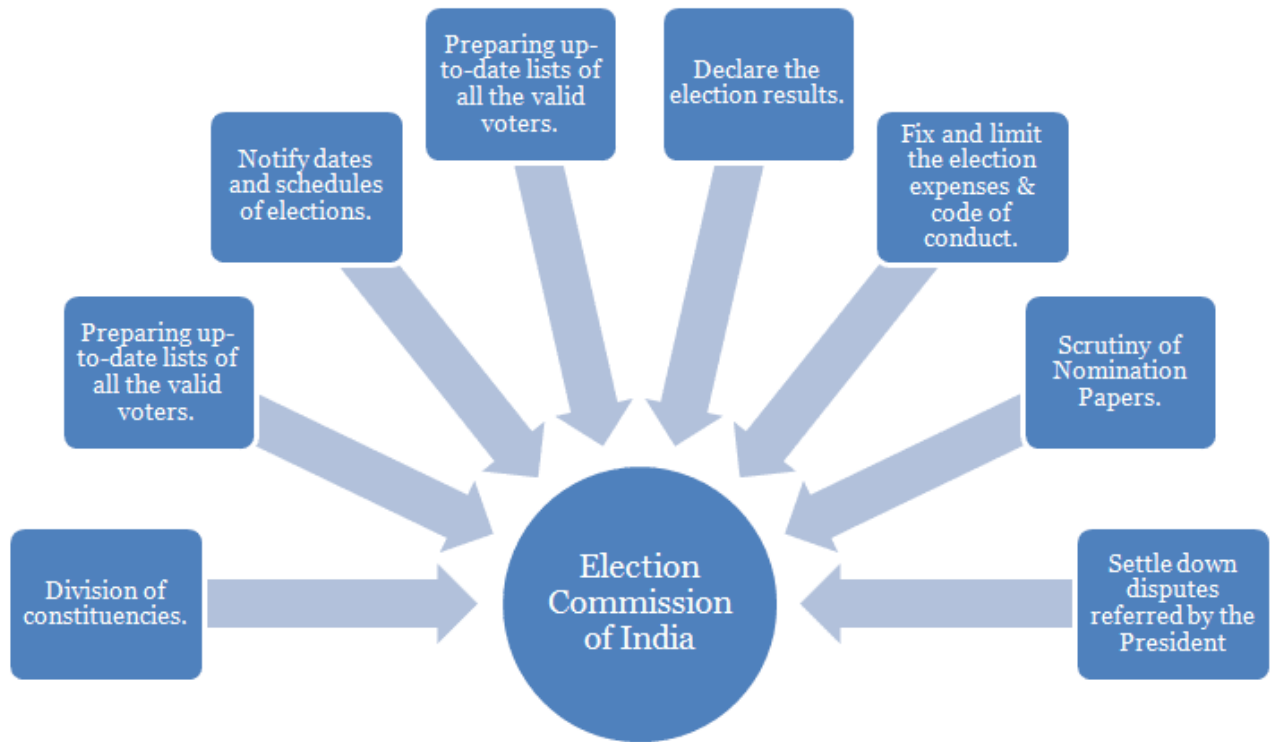 Division of
constituencies.
Preparing up-
to-date lists of
all the valid
voters.
Notify dates
and schedules
of elections.
Preparing up-
to-date lists of
all the valid
voters.
Declare the
election results.
Fix and limit
the election
expenses &
code of
conduct.
Scrutiny of
Nomination
Papers.
Settle down
disputes
referred by the
President
Election
Commission
of India